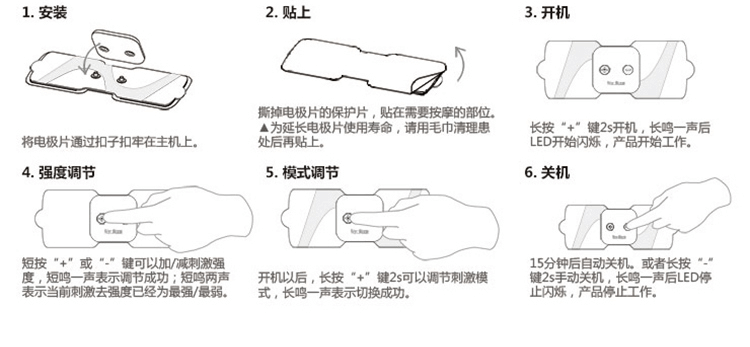 1. 安装
2. 贴上
3. 开机
将电极片通过扣子扣牢在主机上。
撕掉电极片的保护片，贴在需要按摩的部位。
▲为延长电极片使用寿命，请用毛巾清理患
处后再贴上。
长按“+”键2s开机，长鸣一声后
LED开始闪烁，产品开始工作。
4. 强度调节
5. 模式调节
6. 关机
短按“+”或“-”键可以加/减刺激强
度，短鸣一声表示调节成功；短鸣两声
表示当前刺激去强度已经为最强/最弱。
开机以后，长按“+”键2s可以调节刺激模
式，长鸣一声表示切换成功。
15分钟后自动关机。或者长按“-”
键2s手动关机，长鸣一声后LED停
止闪烁，产品停止工作。